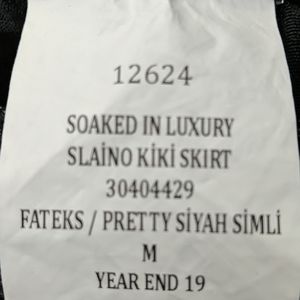 12624
SOAKED IN LUXURY
SLAİNO KİKİ SKIRT
30404429
FATEKS / PRETTY SİYAH SİMLİ
M
YEAR END 19